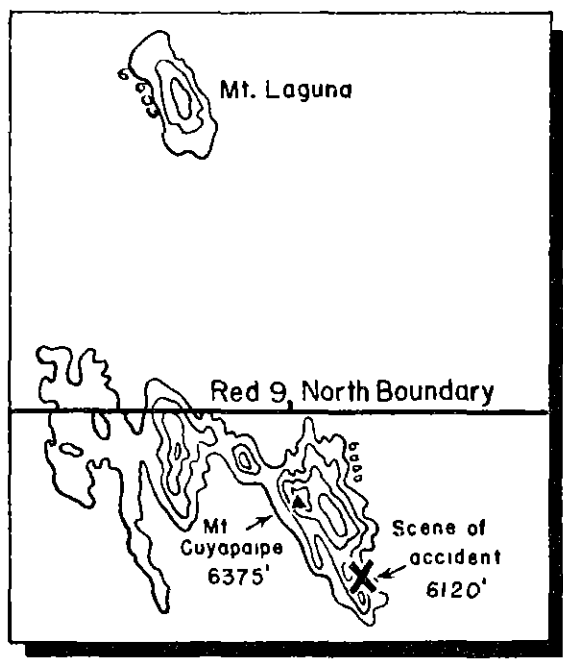 Mt. Laguna
Red 9, North Boundary
Mt
Cuyapaipe
6375'
Scene of
accident
6120'